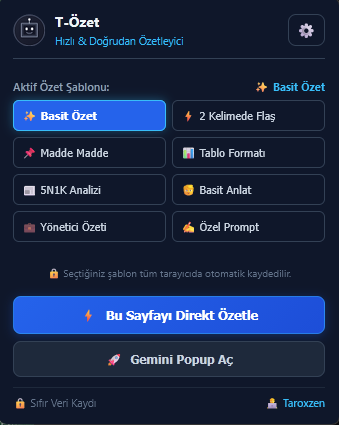 T-Özet
Hızlı & Doğrudan Özetleyici
Aktif Özet Şablonu:
✨ Basit Özet
✨ Basit Özet
⚡ 2 Kelimede Flaş
📌 Madde Madde
📊 Tablo Formatı
📰 5N1K Analizi
🧒 Basit Anlat
💼 Yönetici Özeti
✍️ Özel Prompt
🔒 Seçtiğiniz şablon tüm tarayıcıda otomatik kaydedilir.
⚡ Bu Sayfayı Direkt Özetle
🚀 Gemini Popup Aç
🔒 Sıfır Veri Kaydı
🧑‍💻 Taroxzen